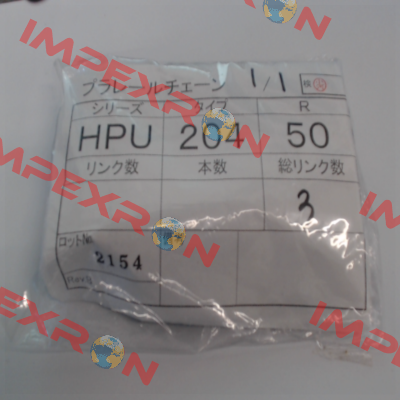 プラレールチェーン 1/1
シリーズ タイプ R
HPU 204 50
リンク数 本数 総リンク数
3
ロットNo.
2154
IMPEXRON
IMPEXRON
IMPEXRON
IMPEXRON
IMPEXRON